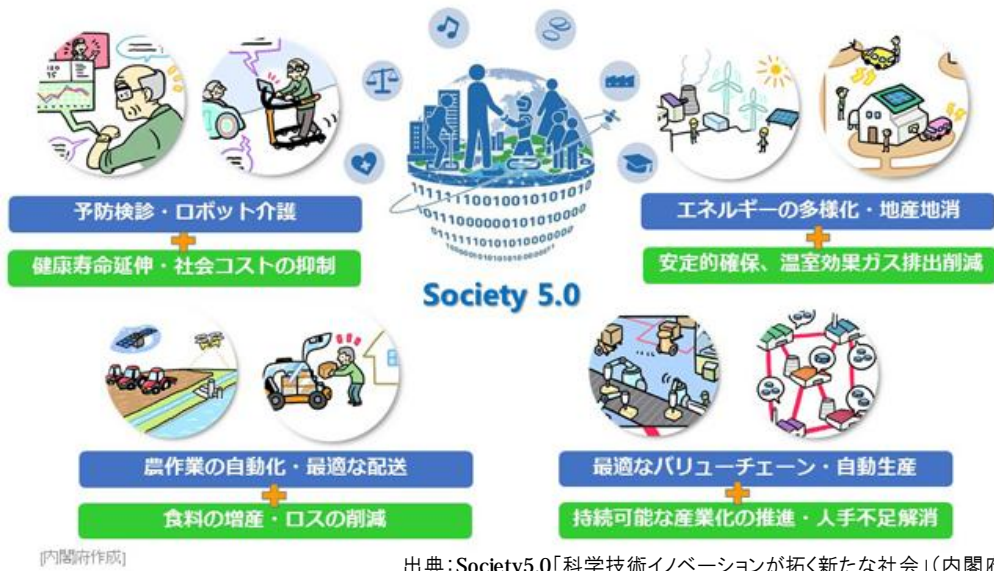 予防検診・ロボット介護
健康寿命延伸・社会コストの抑制
エネルギーの多様化・地産地消
安定的確保、温室効果ガス排出削減
Society 5.0
農作業の自動化・最適な配送
食料の増産・ロスの削減
最適なバリューチェーン・自動生産
持続可能な産業化の推進・人手不足解消
[内閣府作成]
出典：Society5.0「科学技術イノベーションが拓く新たな社会」（内閣府